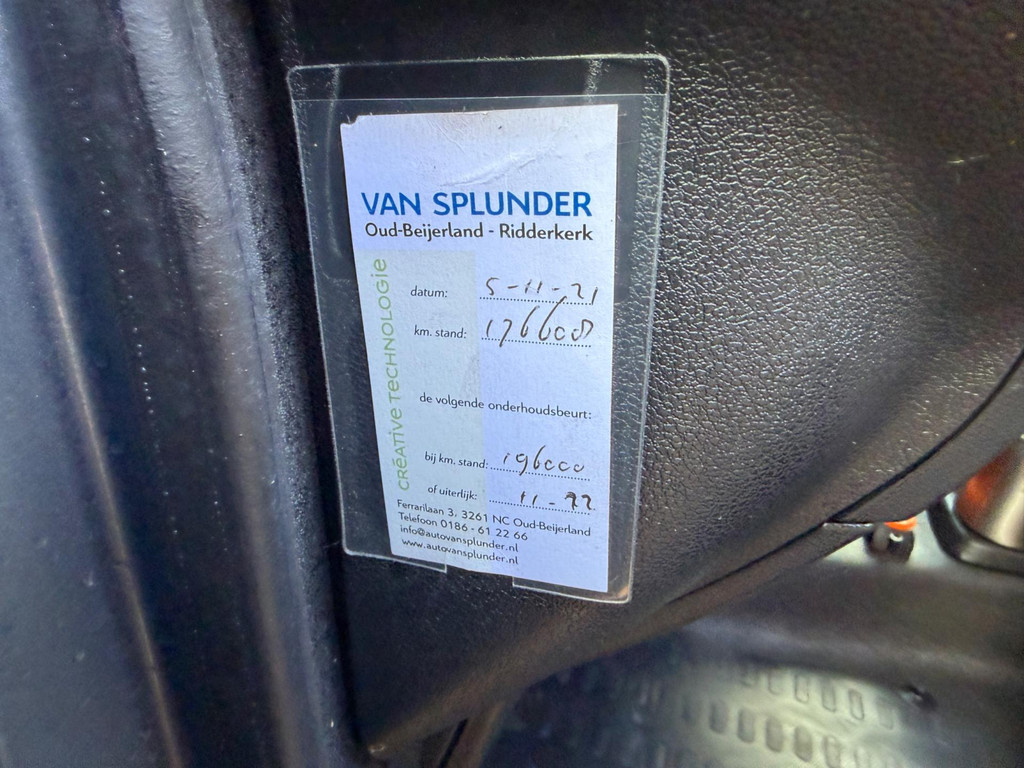 VAN SPLUNDER
Oud-Beijerland - Ridderkerk
CReative TECHNOLOGIE
datum: 5-11-21
km. stand: 176608
de volgende onderhoudsbeurt:
bij km. stand: 196000
of uiterlijk: 11-22
Ferrarilaan 3, 3261 NC Oud-Beijerland
Telefoon 0186 - 61 22 66
info@autovansplunder.nl
www.autovansplunder.nl